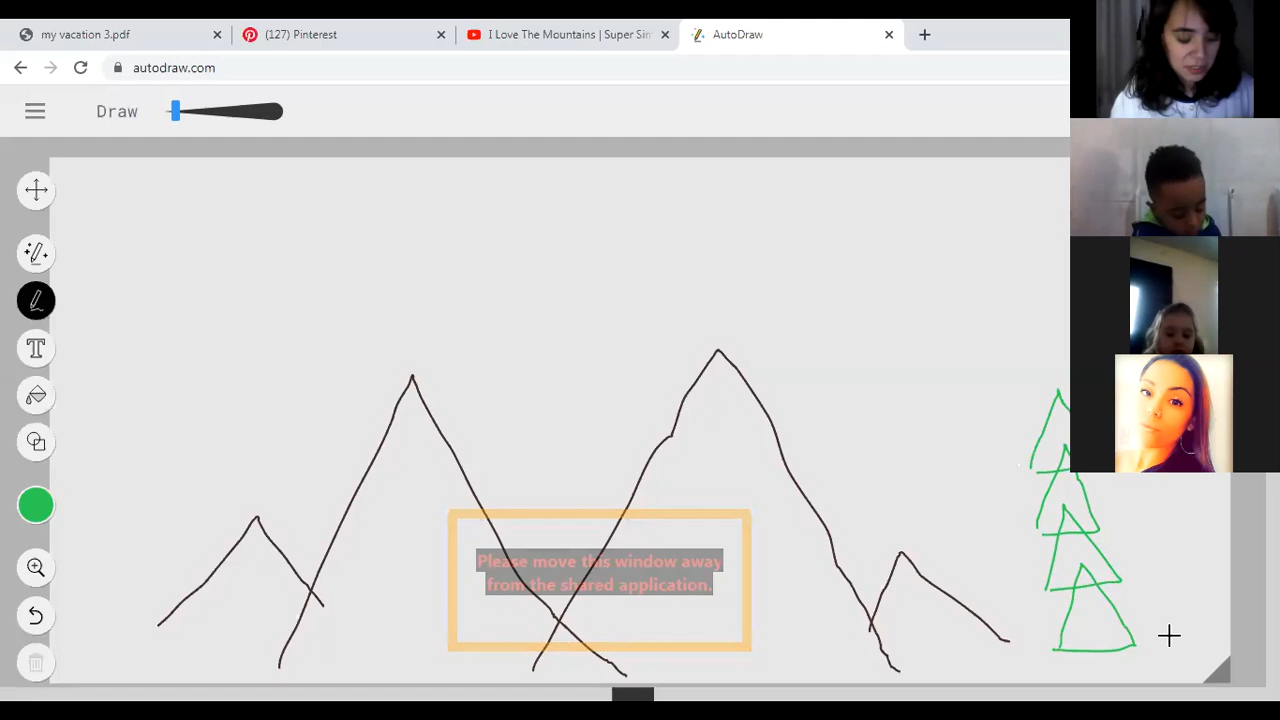 my vacation 3.pdf
(127) Pinterest
I Love The Mountains | Super Sim
AutoDraw
autodraw.com
Draw
T
Please move this window away
from the shared application.